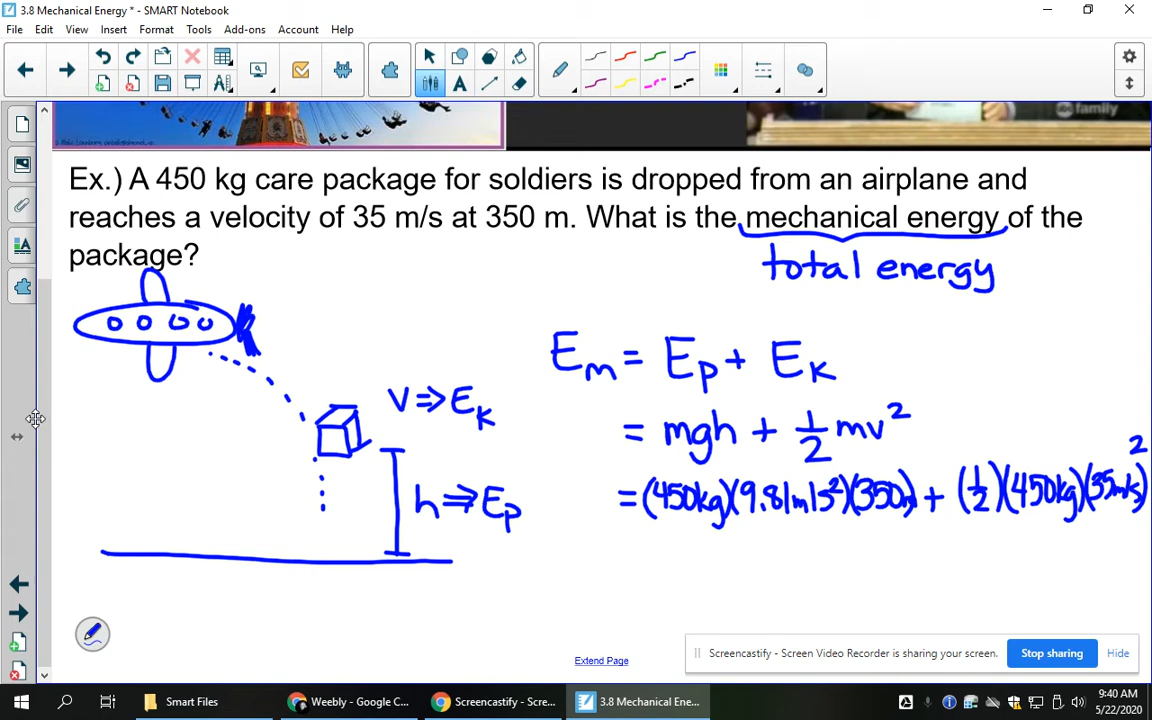 3.8 Mechanical Energy * - SMART Notebook
File Edit View Insert Format Tools Add-ons Account Help
family
Ex.) A 450 kg care package for soldiers is dropped from an airplane and
reaches a velocity of 35 m/s at 350 m. What is the mechanical energy of the
package?
total energy
Em = Ep + Ek
v ⇒ Ek
= mgh + 1/2 mv²
h ⇒ Ep
= (450kg)(9.81m/s²)(350m) + (1/2)(450kg)(35m/s)²
Extend Page
Screencastify - Screen Video Recorder is sharing your screen.
Stop sharing
Hide
Smart Files
Weebly - Google C...
Screencastify - Scre...
3.8 Mechanical Ene...
9:40 AM
5/22/2020